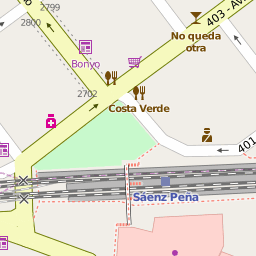 2799
2800
403 - Av
No queda
otra
Bonyo
2702
Costa Verde
401
Sáenz Peña